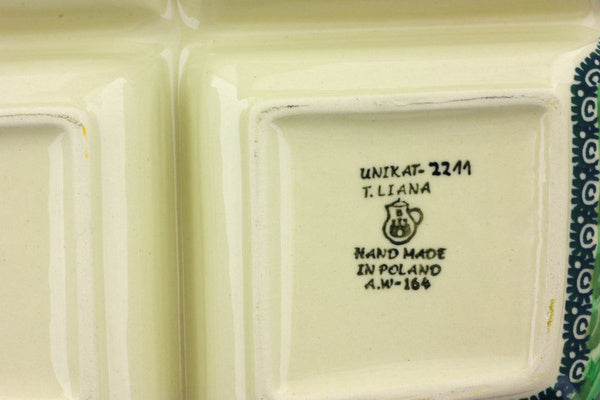 UNIKAT-2211
T.LIANA
B
HAND MADE
IN POLAND
A.W-164